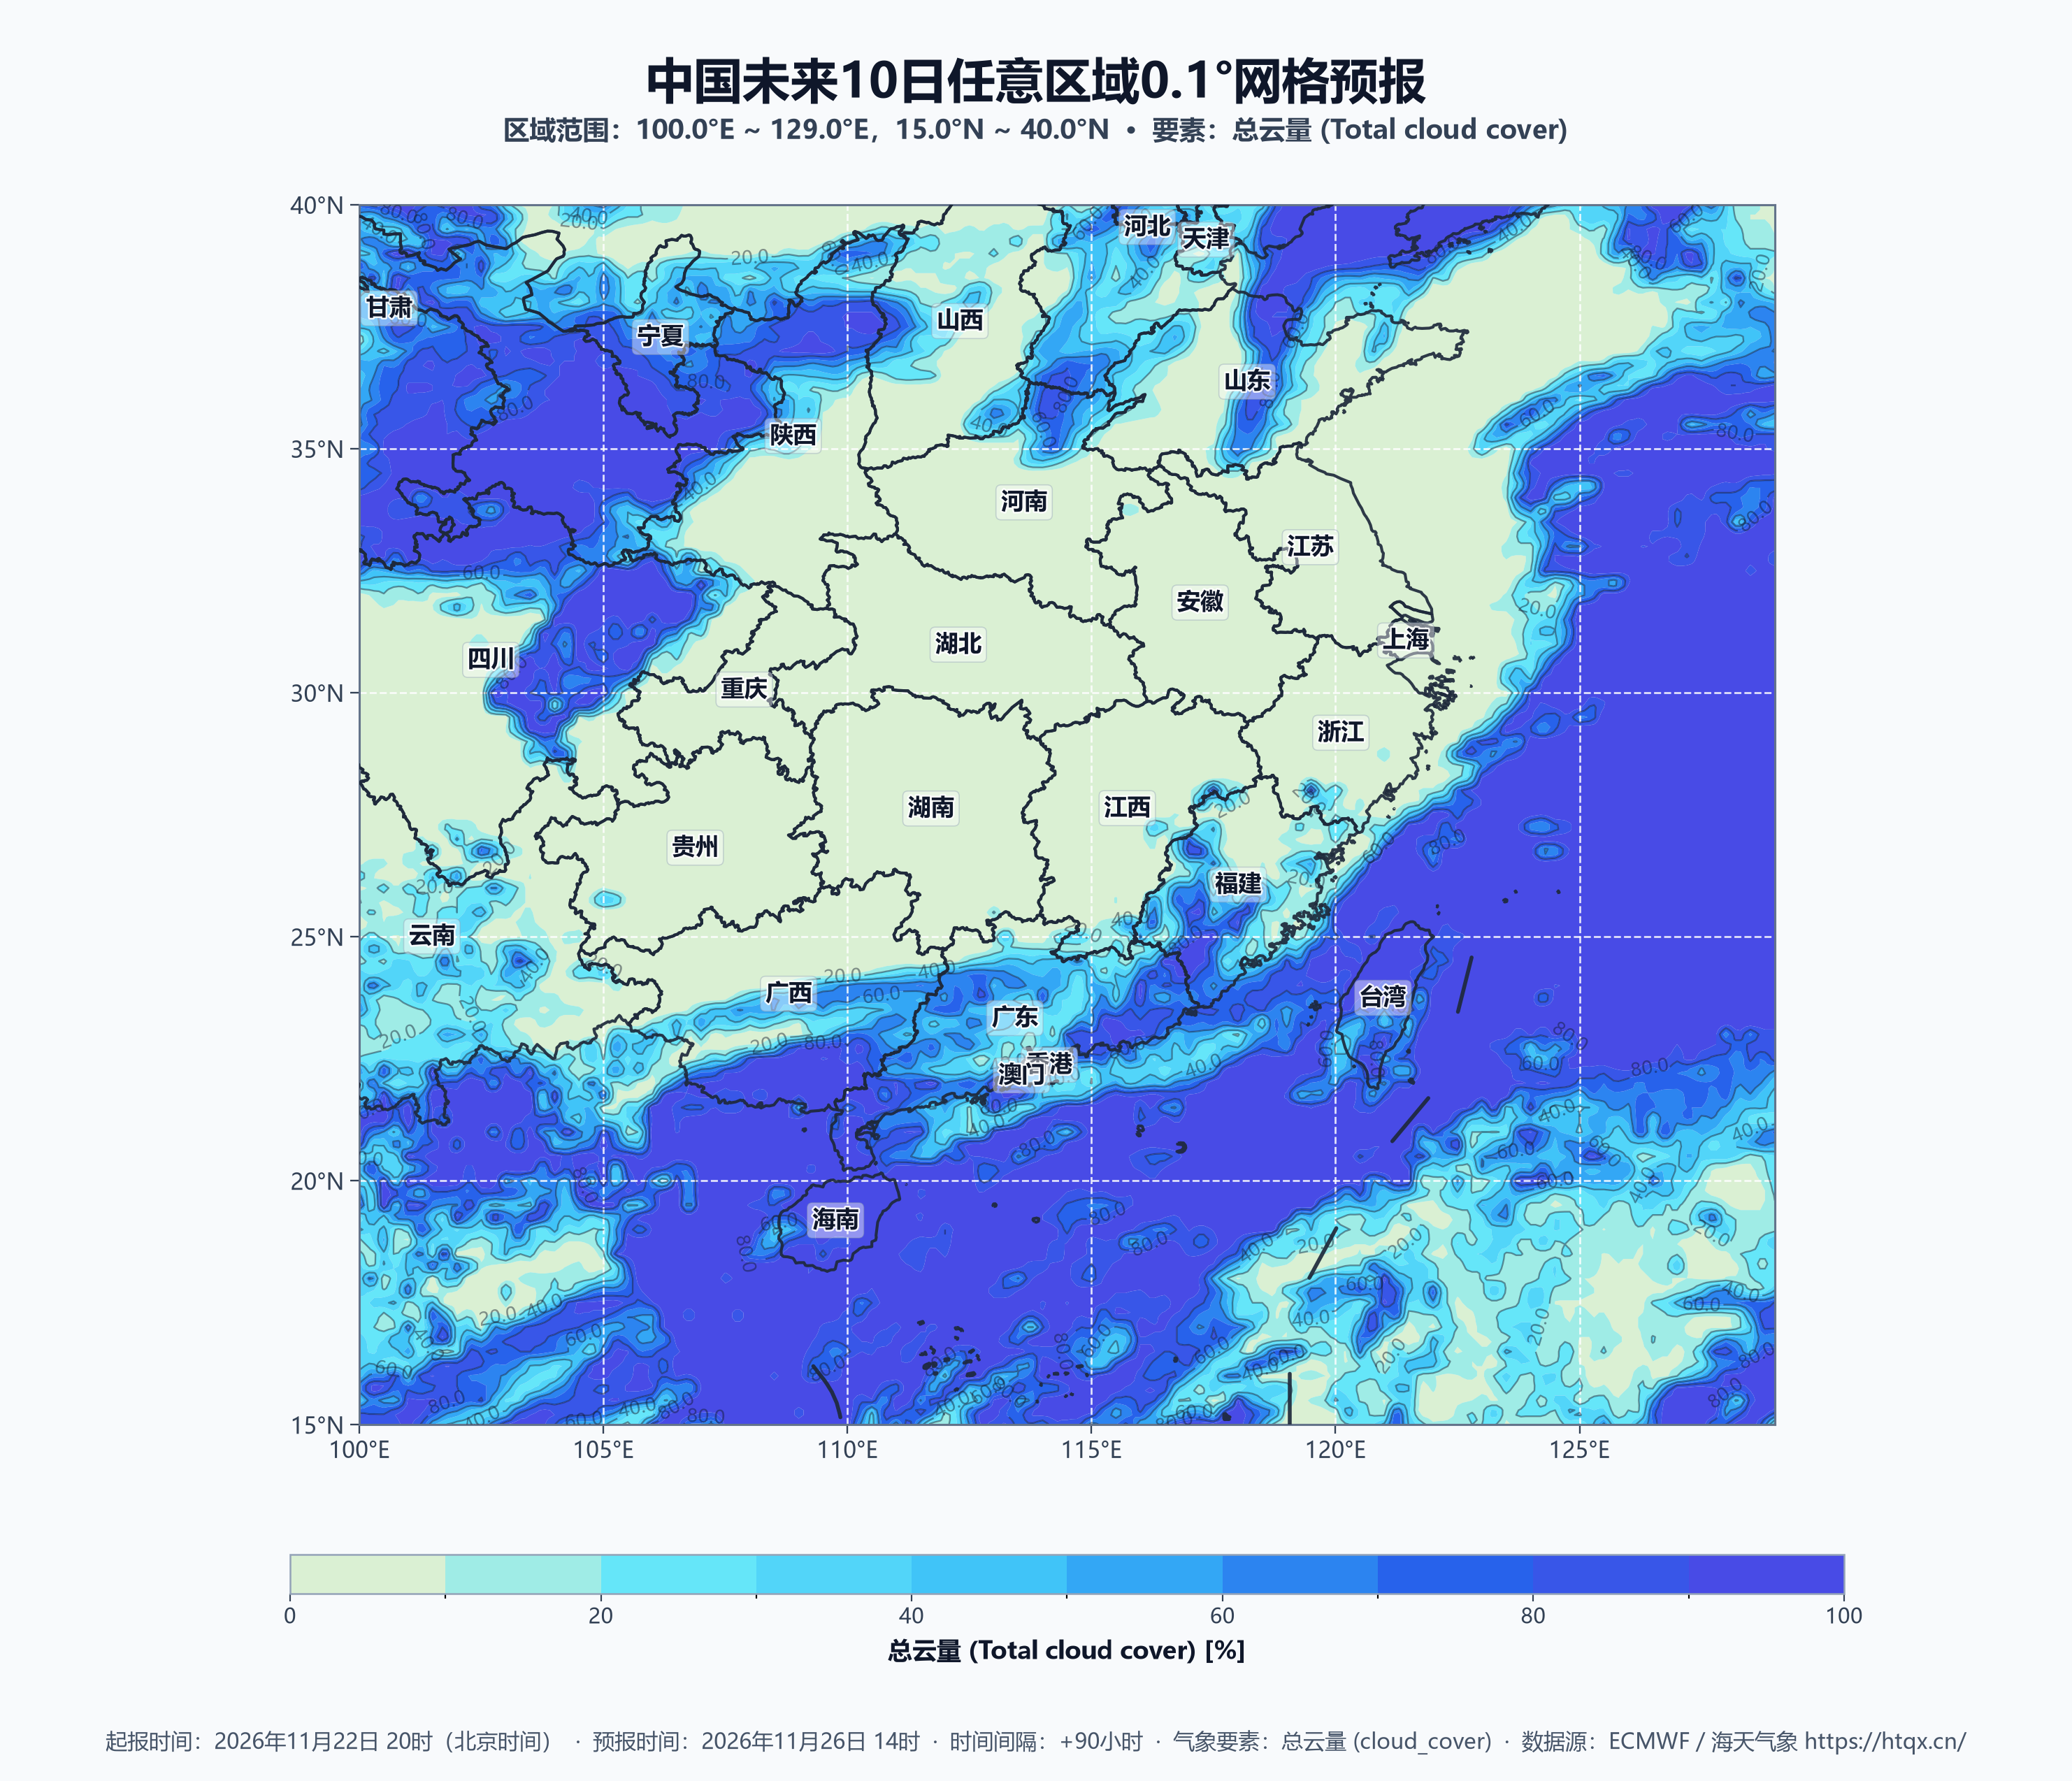 中国未来10日任意区域0.1°网格预报
区域范围：100.0°E ~ 129.0°E，15.0°N ~ 40.0°N • 要素：总云量 (Total cloud cover)
40°N
35°N
30°N
25°N
20°N
15°N
100°E
105°E
110°E
115°E
120°E
125°E
河北
天津
甘肃
宁夏
山西
山东
陕西
河南
江苏
安徽
上海
湖北
四川
重庆
浙江
湖南
江西
贵州
福建
云南
广西
广东
台湾
香港
澳门
海南
0
20
40
60
80
100
总云量 (Total cloud cover) [%]
起报时间：2026年11月22日 20时（北京时间） · 预报时间：2026年11月26日 14时 · 时间间隔：+90小时 · 气象要素：总云量 (cloud_cover) · 数据源：ECMWF / 海天气象 https://htqx.cn/